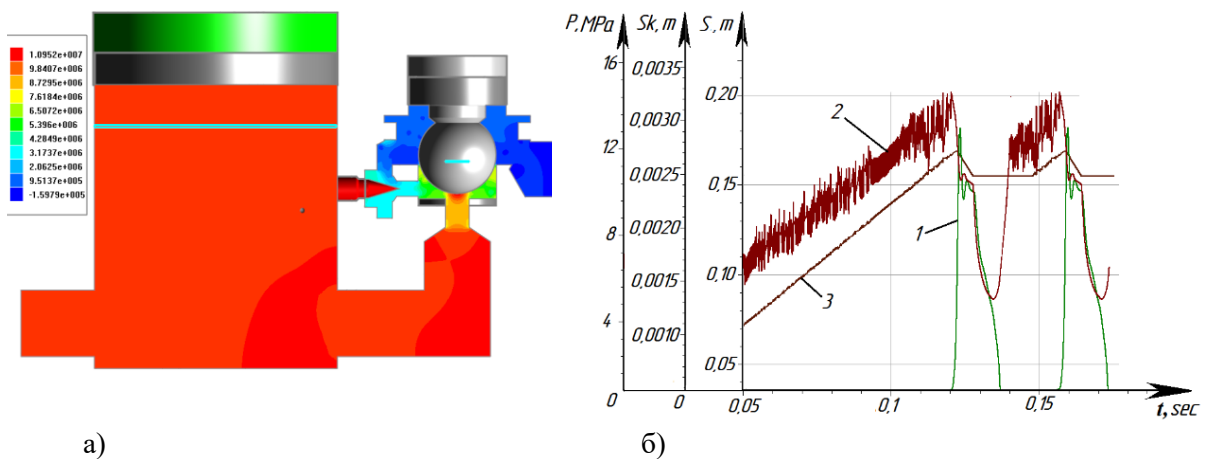 1.0952e+007
9.8407e+006
8.7295e+006
7.6184e+006
6.5072e+006
5.396e+006
4.2849e+006
3.1737e+006
2.0625e+006
9.5137e+005
-1.5979e+005
P, MPa Sk, m S, m
16 0,0035 0,20
12 0,0030 0,15
8 0,0025 0,10
4 0,0020 0,05
0 0,0015
0,0010
0
0,05 0,1 0,15 t, sec
2
1
3
а) б)